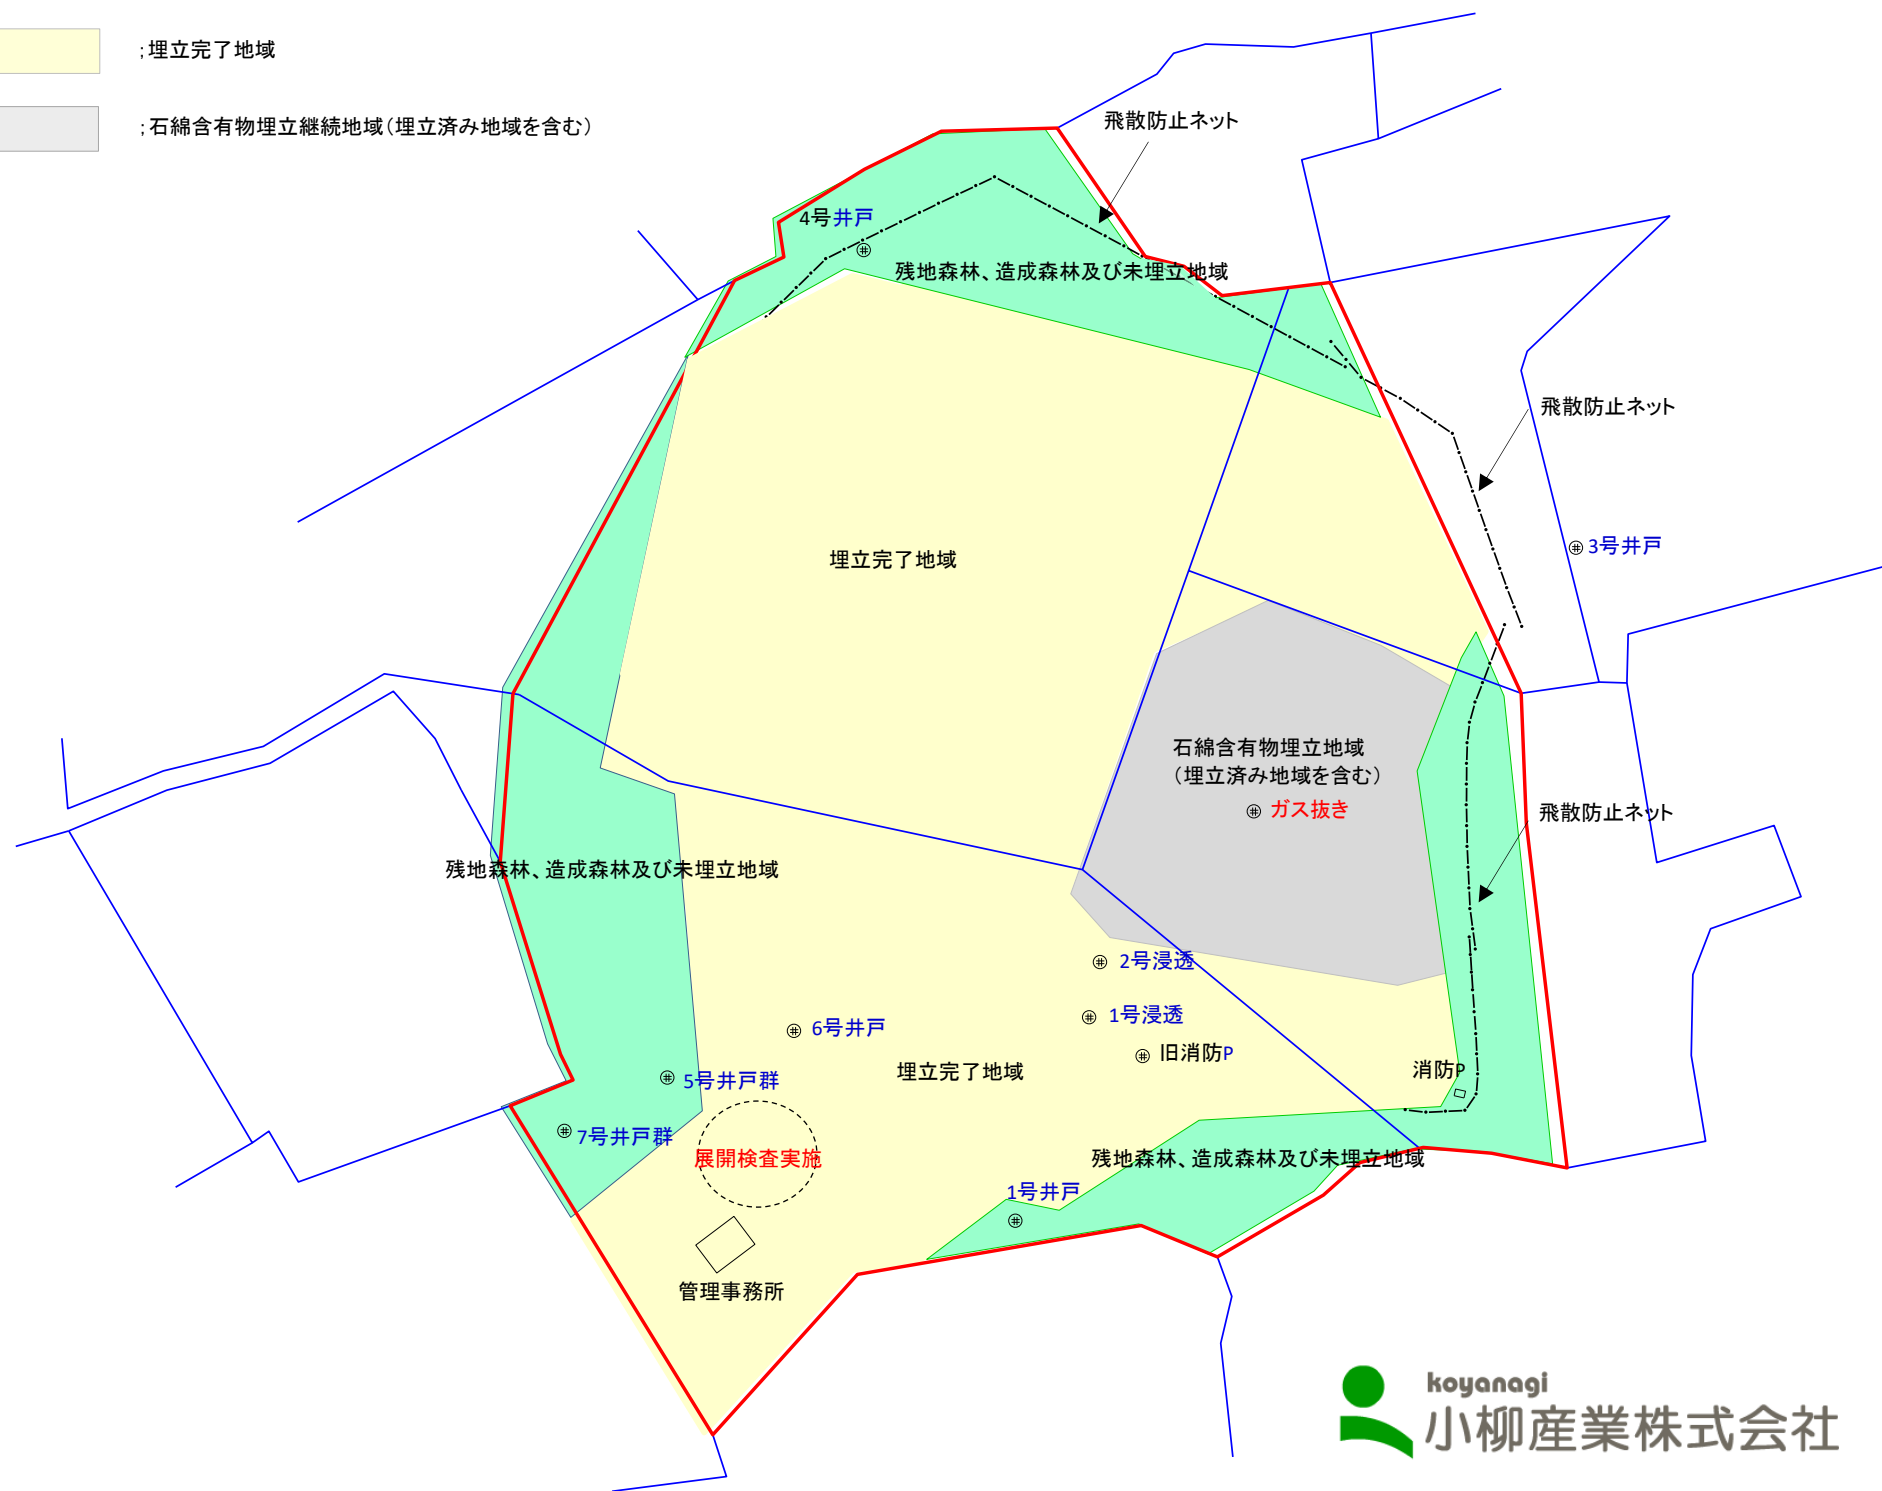 ;埋立完了地域
;石綿含有物埋立継続地域（埋立済み地域を含む）
飛散防止ネット
4号井戸
残地森林、造成森林及び未埋立地域
飛散防止ネット
3号井戸
埋立完了地域
石綿含有物埋立地域
（埋立済み地域を含む）
ガス抜き
飛散防止ネット
残地森林、造成森林及び未埋立地域
2号浸透
1号浸透
6号井戸
旧消防P
埋立完了地域
消防P
5号井戸群
7号井戸群
展開検査実施
残地森林、造成森林及び未埋立地域
1号井戸
管理事務所
koyanagi
小柳産業株式会社